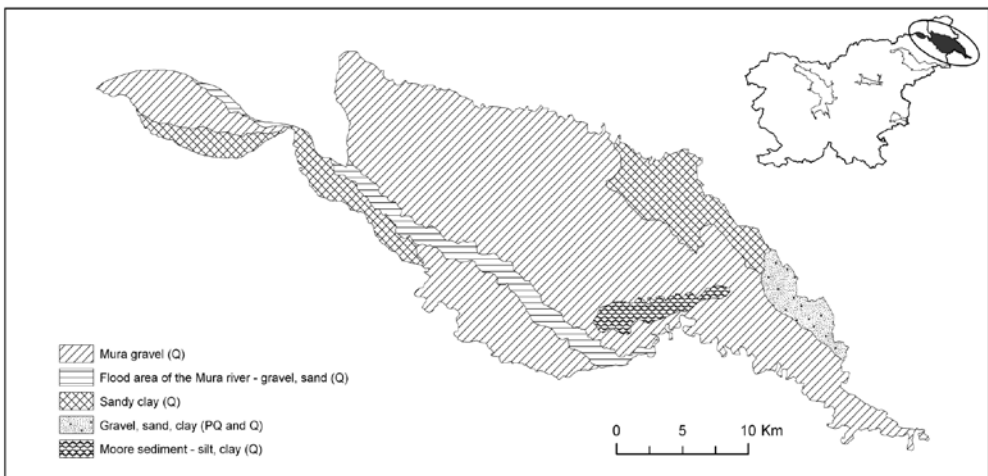 Mura gravel (Q)
Flood area of the Mura river - gravel, sand (Q)
Sandy clay (Q)
Gravel, sand, clay (PQ and Q)
Moore sediment - silt, clay (Q)
0 5 10 Km